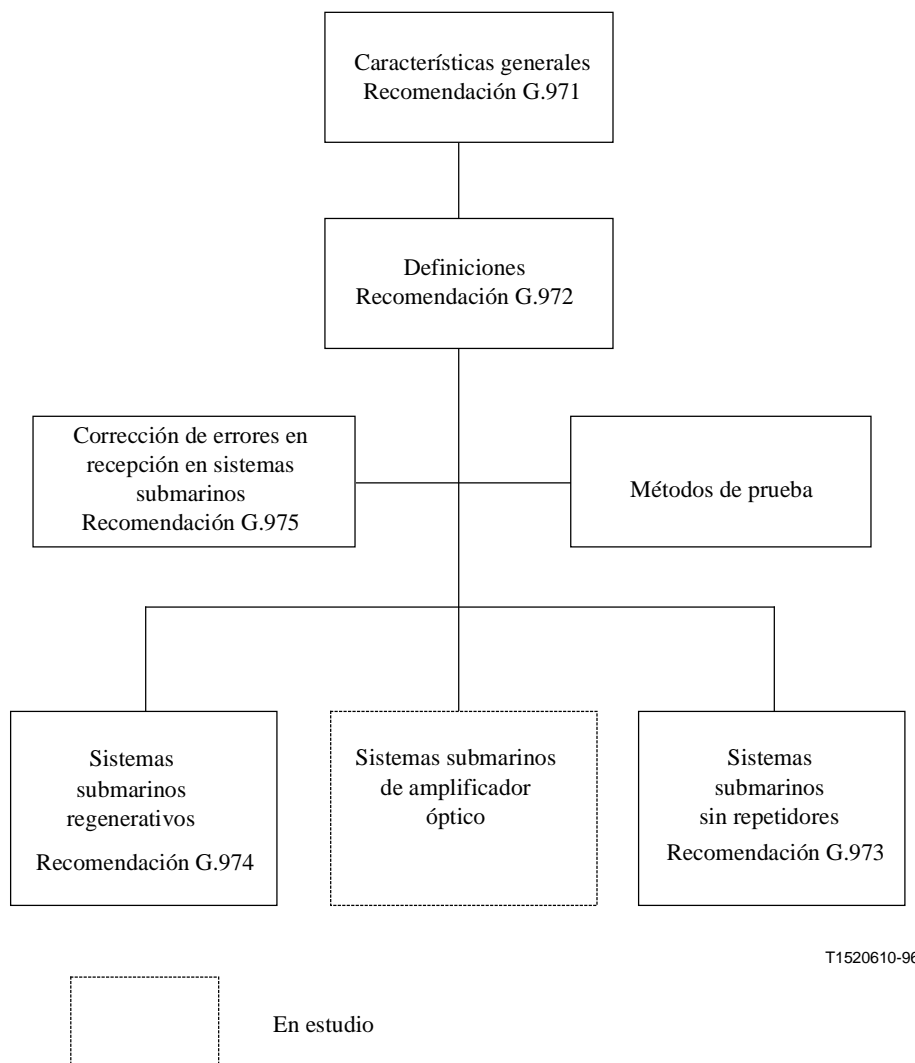 Características generales
Recomendación G.971
Definiciones
Recomendación G.972
Corrección de errores en
recepción en sistemas
submarinos
Recomendación G.975
Métodos de prueba
Sistemas
submarinos
regenerativos
Recomendación G.974
Sistemas submarinos
de amplificador
óptico
Sistemas
submarinos
sin repetidores
Recomendación G.973
T1520610-96
En estudio